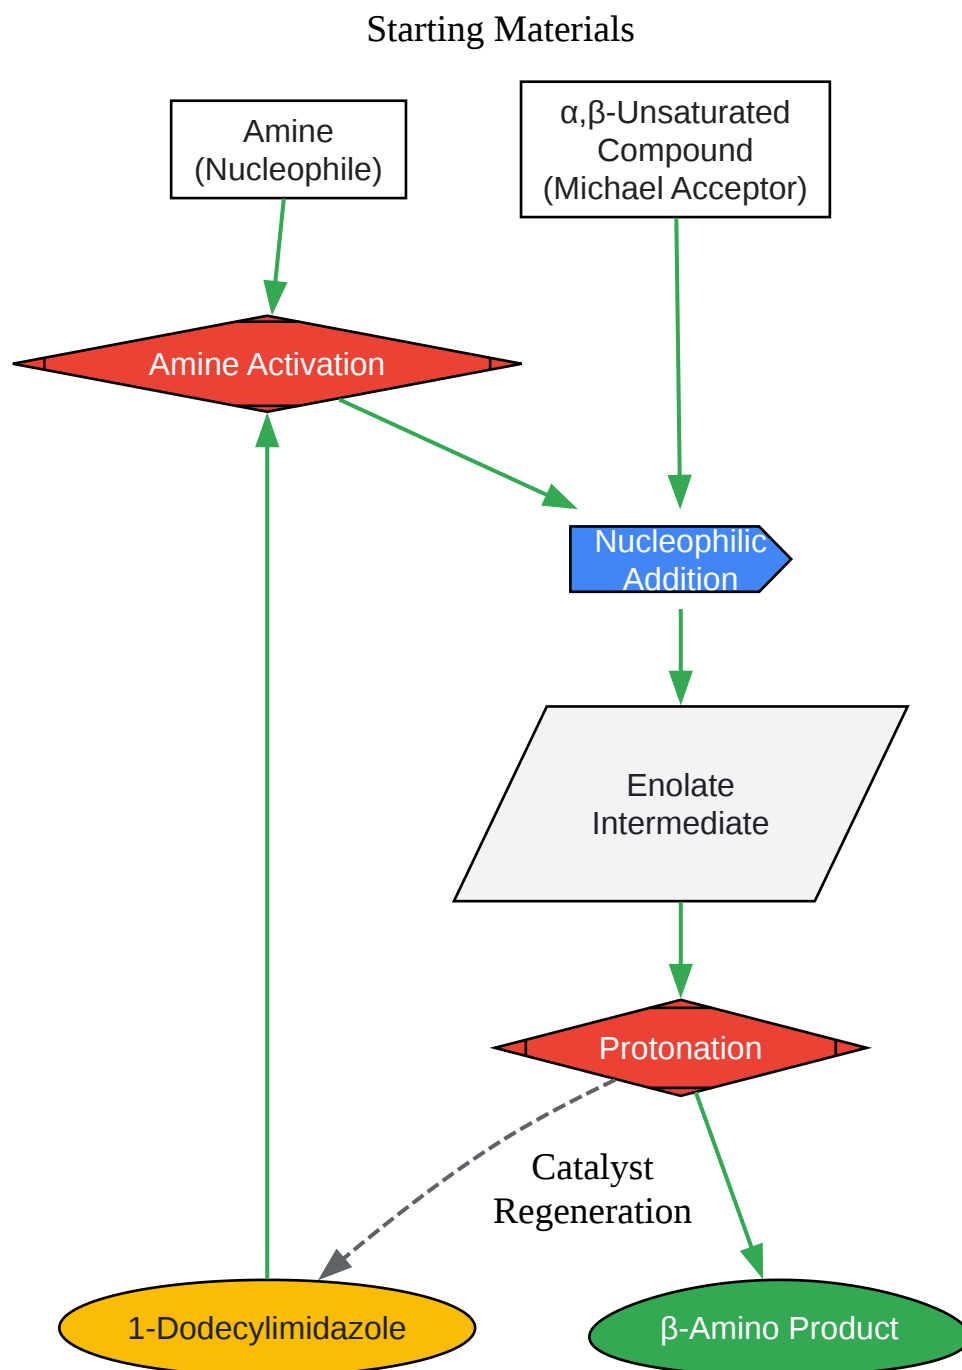 Starting Materials
Amine
(Nucleophile)
α,β-Unsaturated
Compound
(Michael Acceptor)
Amine Activation
Nucleophilic
Addition
Enolate
Intermediate
Protonation
Catalyst
Regeneration
1-Dodecylimidazole
β-Amino Product